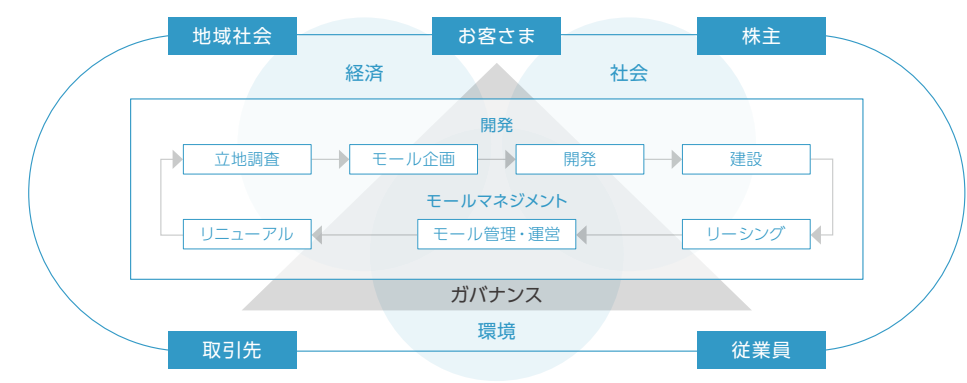 地域社会
お客さま
株主
経済
社会
開発
立地調査
モール企画
開発
建設
モールマネジメント
リニューアル
モール管理・運営
リーシング
ガバナンス
環境
取引先
従業員